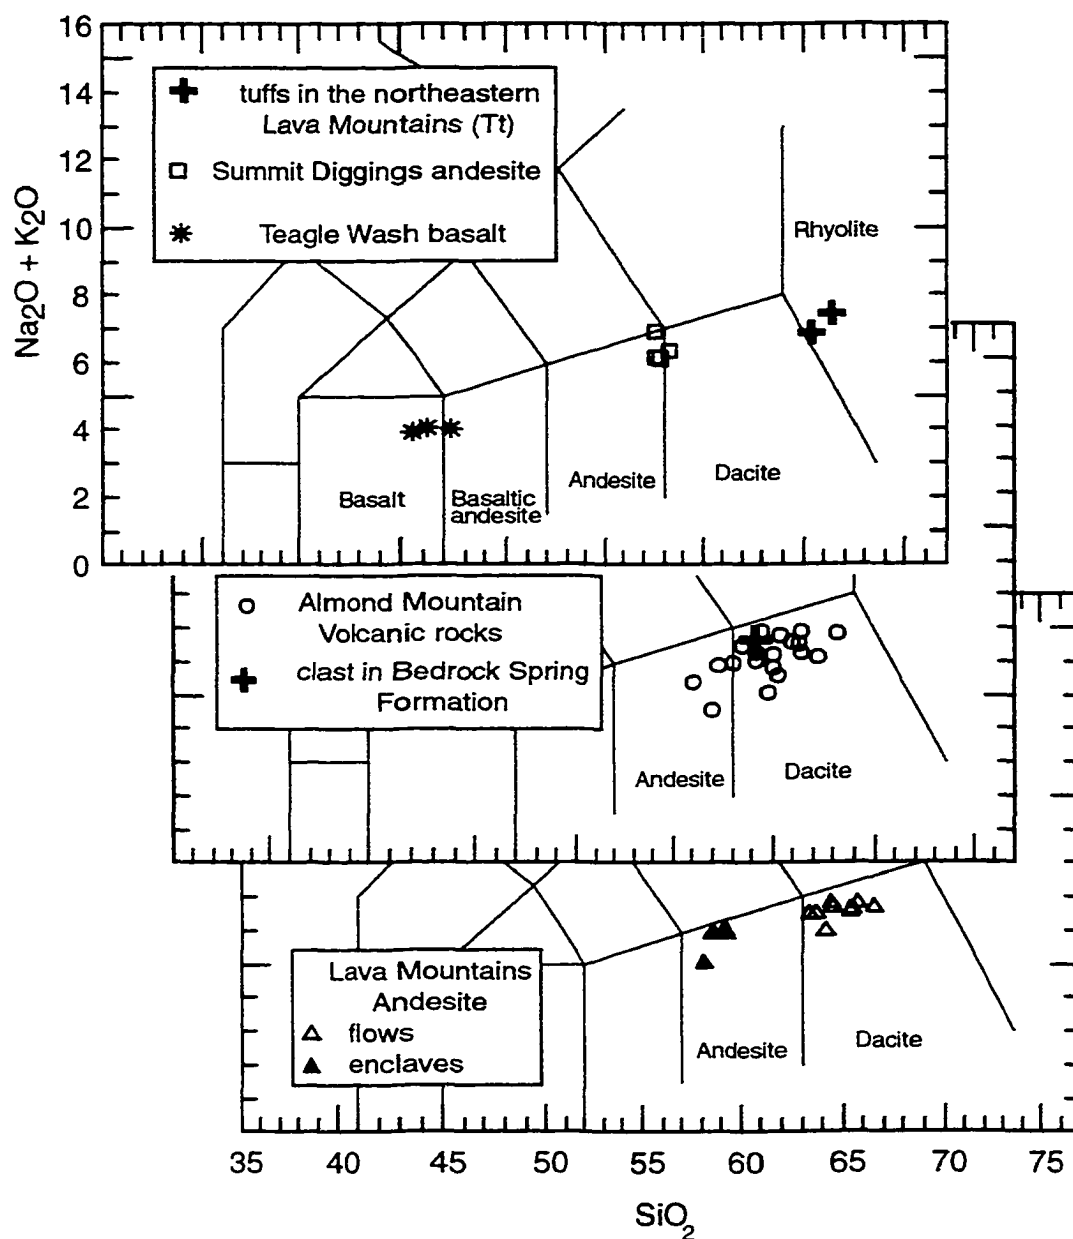 16
14
12
10
8
6
4
2
0
Na2O + K2O
tuffs in the northeastern
Lava Mountains (Tt)
Summit Diggings andesite
Teagle Wash basalt
Rhyolite
Basalt
Basaltic
andesite
Andesite
Dacite
Almond Mountain
Volcanic rocks
clast in Bedrock Spring
Formation
Andesite
Dacite
Lava Mountains
Andesite
flows
enclaves
Andesite
Dacite
35 40 45 50 55 60 65 70 75
SiO2